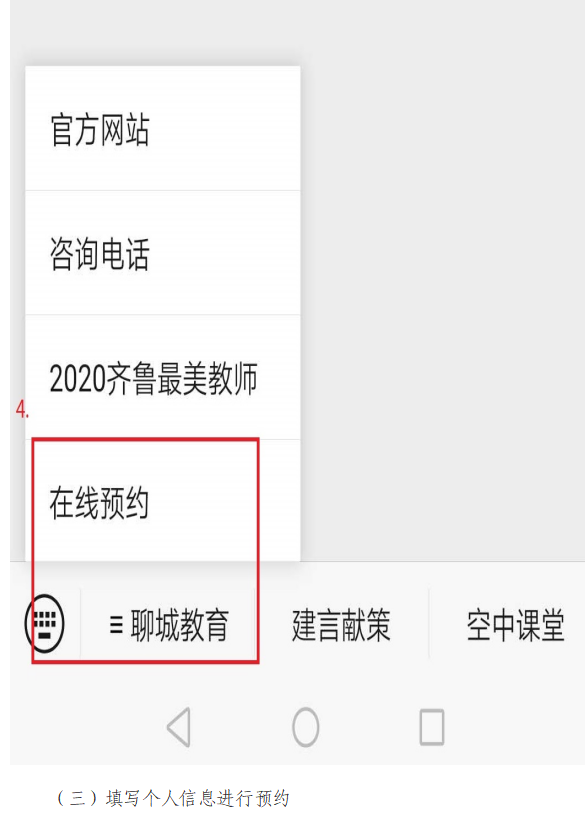 官方网站
咨询电话
2020齐鲁最美教师
4.
在线预约
≡ 聊城教育 建言献策 空中课堂
（三）填写个人信息进行预约